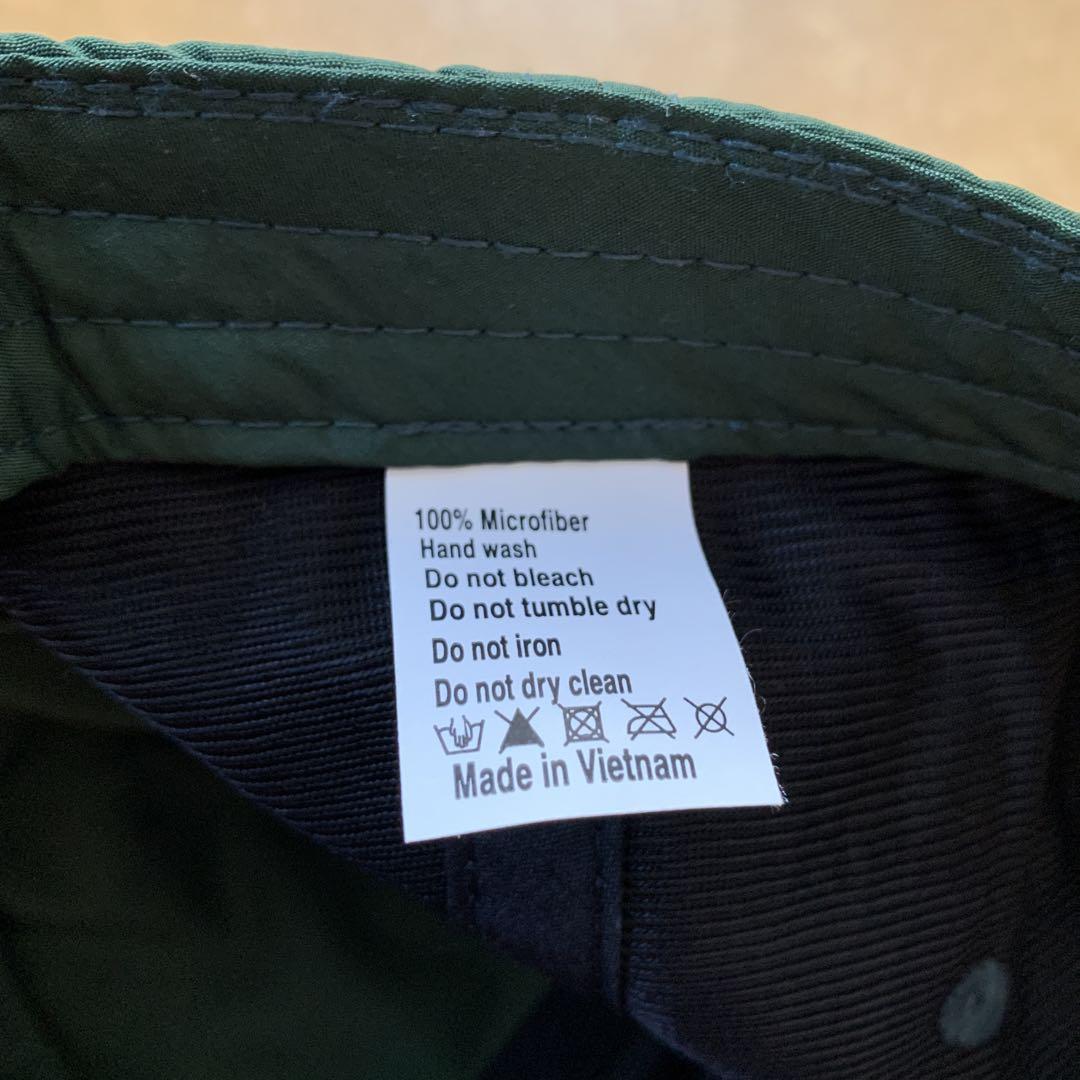 100% Microfiber
Hand wash
Do not bleach
Do not tumble dry
Do not iron
Do not dry clean
Made in Vietnam